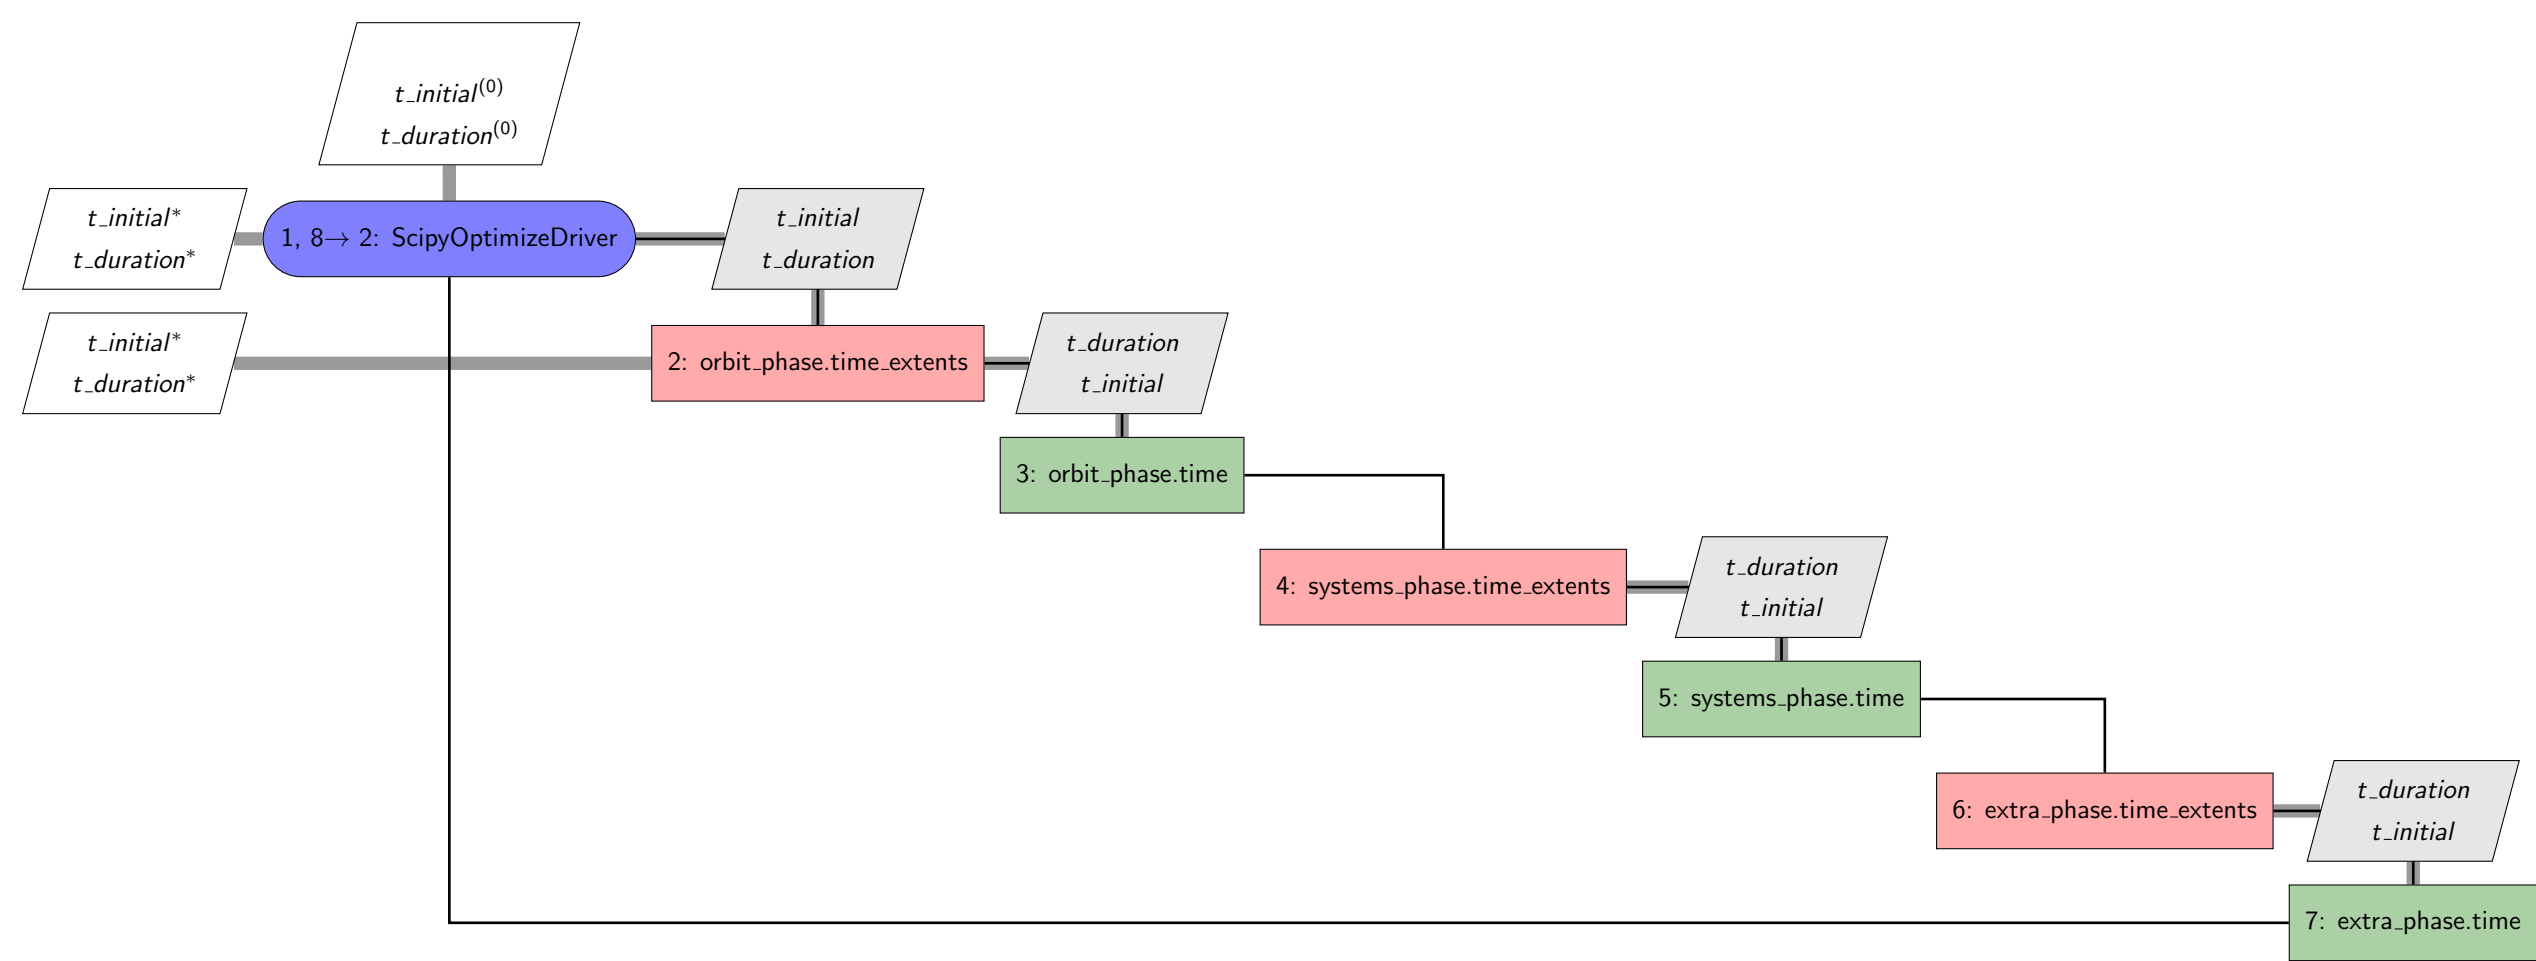 t_initial(0)
t_duration(0)
t_initial*
t_duration*
1, 8→ 2: ScipyOptimizeDriver
t_initial
t_duration
t_initial*
t_duration*
2: orbit_phase.time_extents
t_duration
t_initial
3: orbit_phase.time
4: systems_phase.time_extents
t_duration
t_initial
5: systems_phase.time
6: extra_phase.time_extents
t_duration
t_initial
7: extra_phase.time